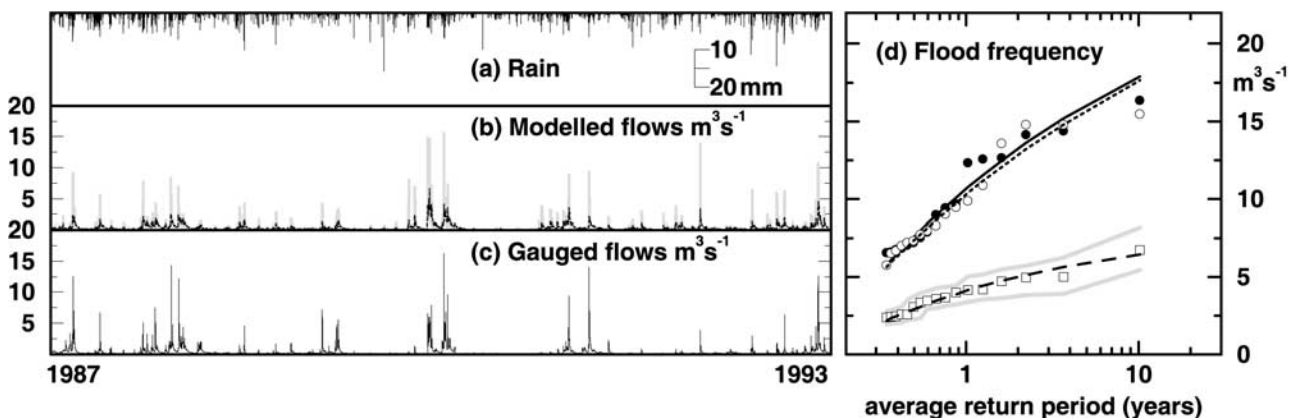 (a) Rain
10
20 mm
20
(b) Modelled flows m³s⁻¹
15
10
5
20
(c) Gauged flows m³s⁻¹
15
10
5
1987
1993
(d) Flood frequency
20
m³s⁻¹
15
10
5
0
1
10
average return period (years)